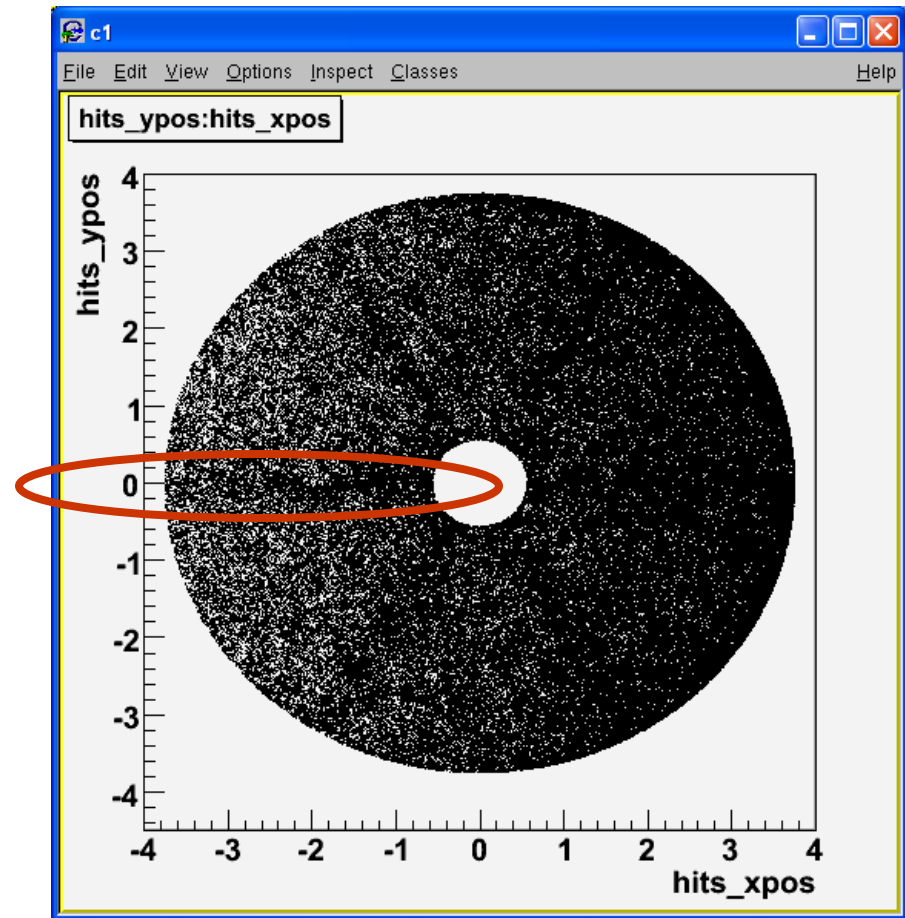 c1
File Edit View Options Inspect Classes Help
hits_ypos:hits_xpos
hits_ypos
4
3
2
1
0
-1
-2
-3
-4
-4 -3 -2 -1 0 1 2 3 4
hits_xpos